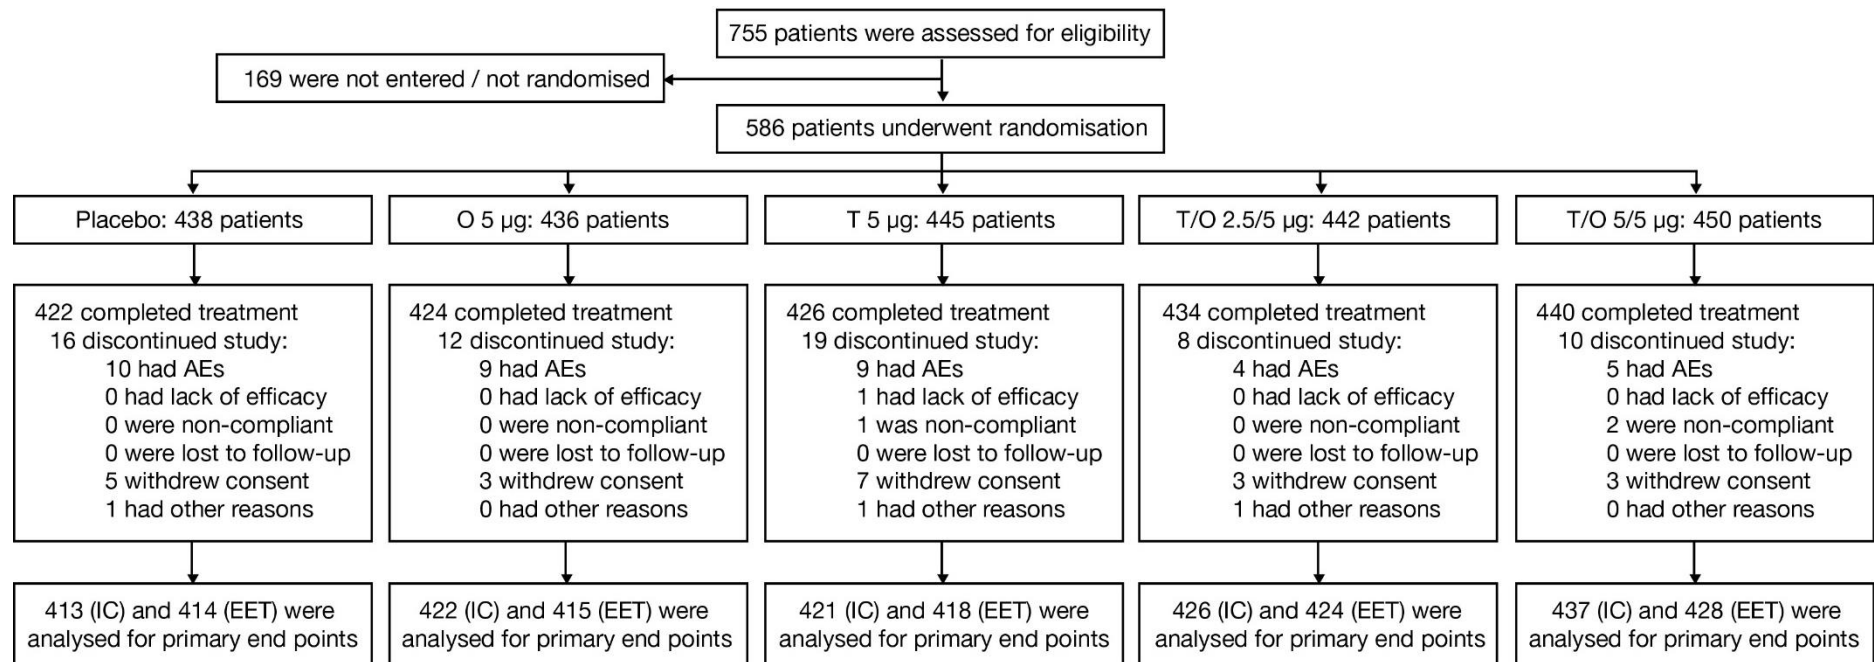 755 patients were assessed for eligibility
169 were not entered / not randomised
586 patients underwent randomisation
Placebo: 438 patients
O 5 µg: 436 patients
T 5 µg: 445 patients
T/O 2.5/5 µg: 442 patients
T/O 5/5 µg: 450 patients
422 completed treatment
16 discontinued study:
10 had AEs
0 had lack of efficacy
0 were non-compliant
0 were lost to follow-up
5 withdrew consent
1 had other reasons
424 completed treatment
12 discontinued study:
9 had AEs
0 had lack of efficacy
0 were non-compliant
0 were lost to follow-up
3 withdrew consent
0 had other reasons
426 completed treatment
19 discontinued study:
9 had AEs
1 had lack of efficacy
1 was non-compliant
0 were lost to follow-up
7 withdrew consent
1 had other reasons
434 completed treatment
8 discontinued study:
4 had AEs
0 had lack of efficacy
0 were non-compliant
0 were lost to follow-up
3 withdrew consent
1 had other reasons
440 completed treatment
10 discontinued study:
5 had AEs
0 had lack of efficacy
2 were non-compliant
0 were lost to follow-up
3 withdrew consent
0 had other reasons
413 (IC) and 414 (EET) were
analysed for primary end points
422 (IC) and 415 (EET) were
analysed for primary end points
421 (IC) and 418 (EET) were
analysed for primary end points
426 (IC) and 424 (EET) were
analysed for primary end points
437 (IC) and 428 (EET) were
analysed for primary end points